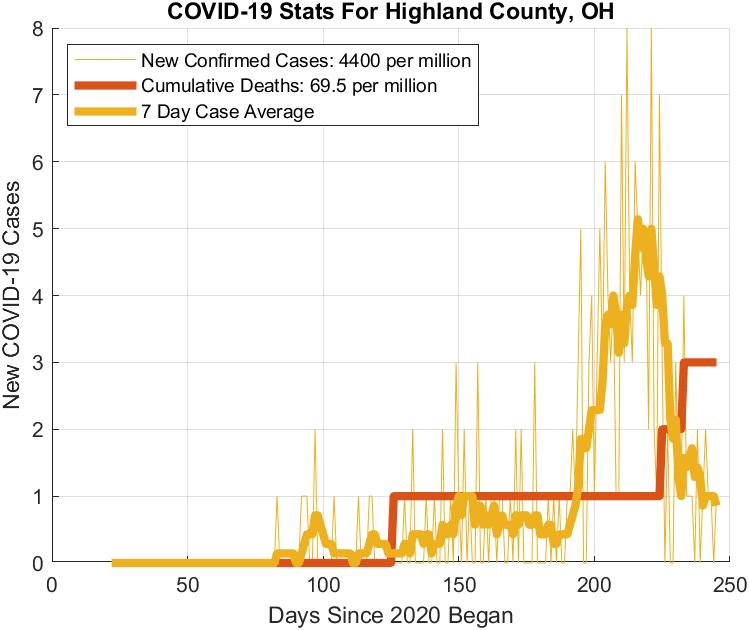 COVID-19 Stats For Highland County, OH
New Confirmed Cases: 4400 per million
Cumulative Deaths: 69.5 per million
7 Day Case Average
New COVID-19 Cases
8
7
6
5
4
3
2
1
0
0 50 100 150 200 250
Days Since 2020 Began